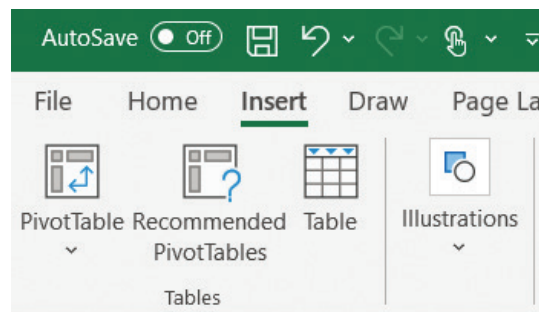 AutoSave Off
File Home Insert Draw Page La
PivotTable Recommended PivotTables Table Illustrations
Tables